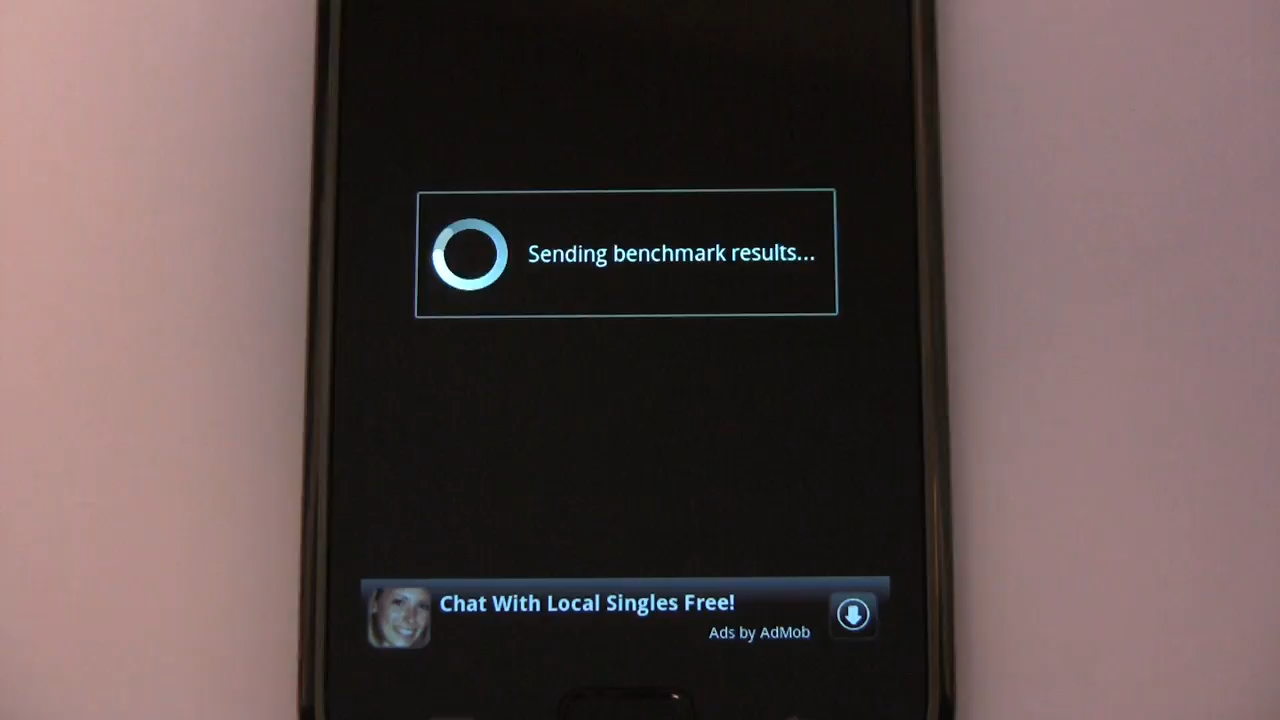 Sending benchmark results...
Chat With Local Singles Free!
Ads by AdMob